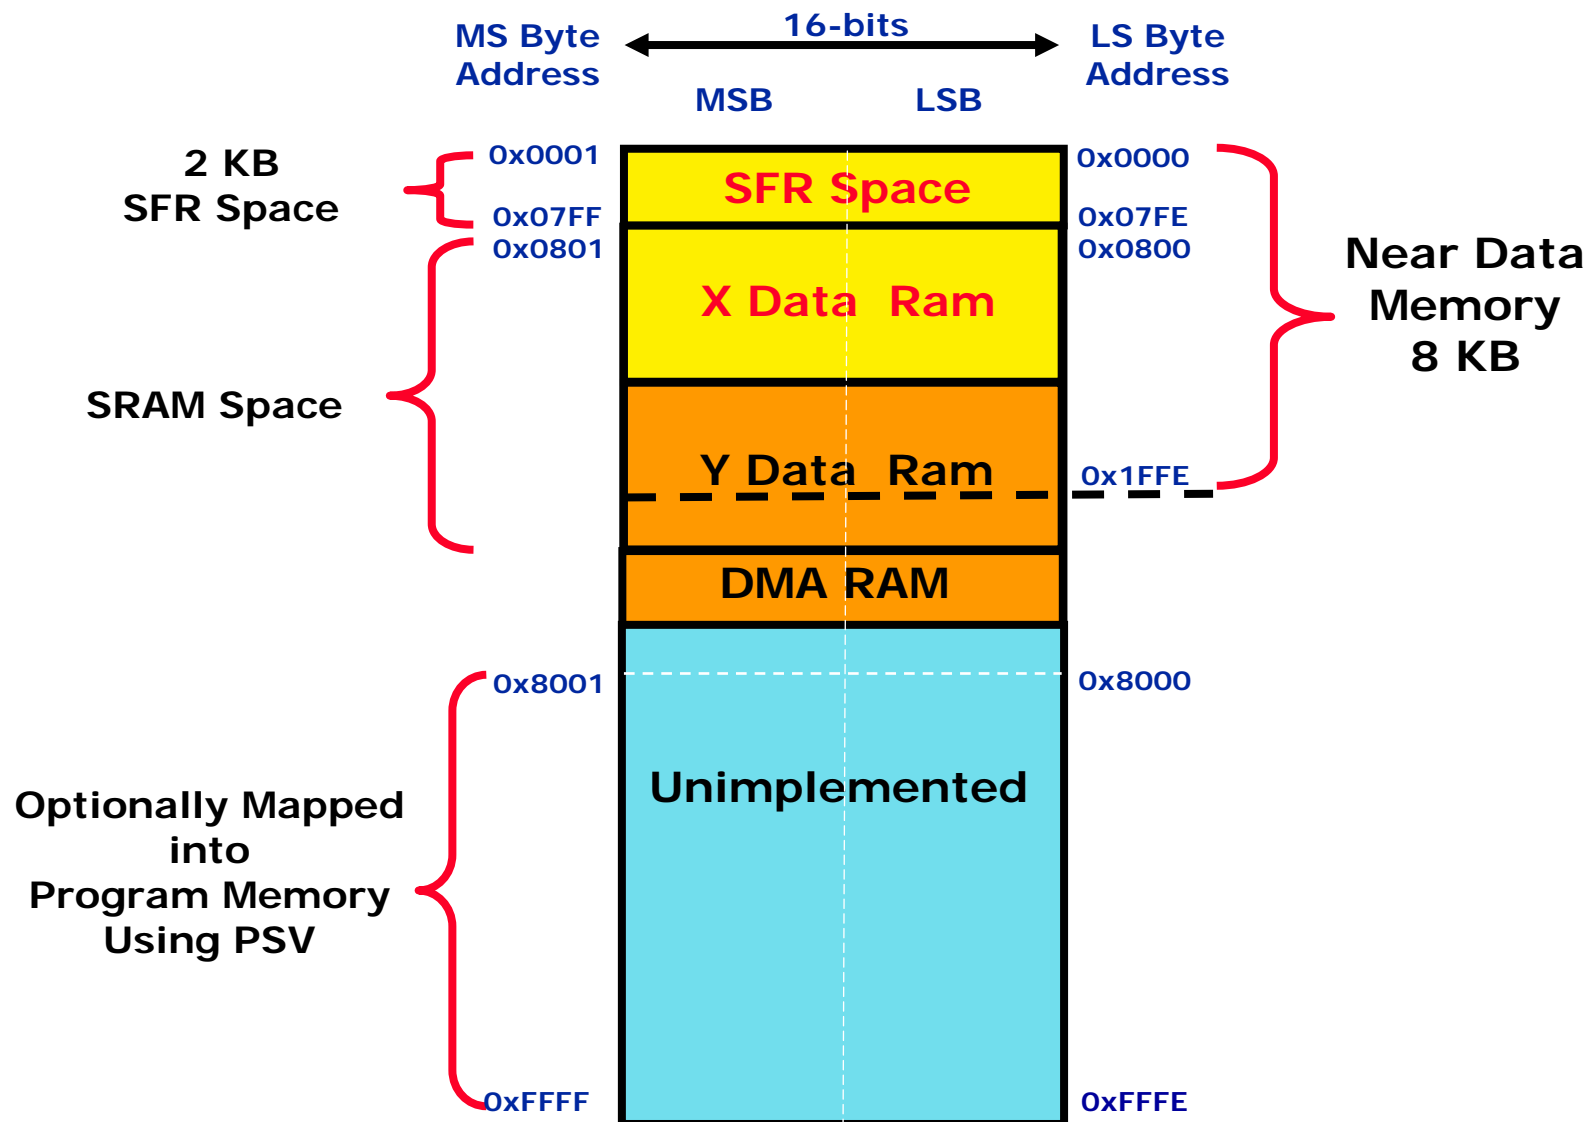 MS Byte
Address
16-bits
LS Byte
Address
MSB
LSB
2 KB
SFR Space
0x0001
0x0000
SFR Space
0x07FF
0x07FE
0x0801
0x0800
Near Data
Memory
8 KB
X Data Ram
SRAM Space
Y Data Ram
0x1FFE
DMA RAM
0x8001
0x8000
Unimplemented
Optionally Mapped
into
Program Memory
Using PSV
0xFFFF
0xFFFE